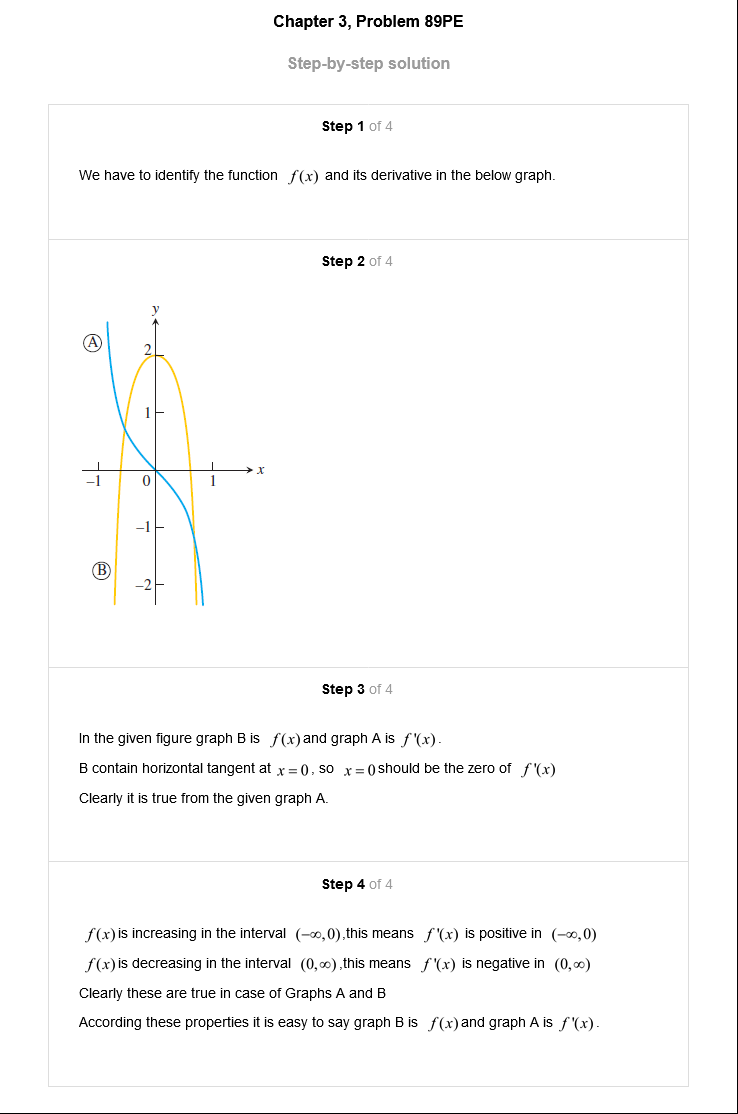 Chapter 3, Problem 89PE
Step-by-step solution
Step 1 of 4
We have to identify the function f(x) and its derivative in the below graph.
Step 2 of 4
y
A
2
1
x
−1
0
1
−1
B
−2
Step 3 of 4
In the given figure graph B is f(x) and graph A is f'(x).
B contain horizontal tangent at x = 0, so x = 0 should be the zero of f'(x)
Clearly it is true from the given graph A.
Step 4 of 4
f(x) is increasing in the interval (−∞,0),this means f'(x) is positive in (−∞,0)
f(x) is decreasing in the interval (0,∞),this means f'(x) is negative in (0,∞)
Clearly these are true in case of Graphs A and B
According these properties it is easy to say graph B is f(x) and graph A is f'(x).